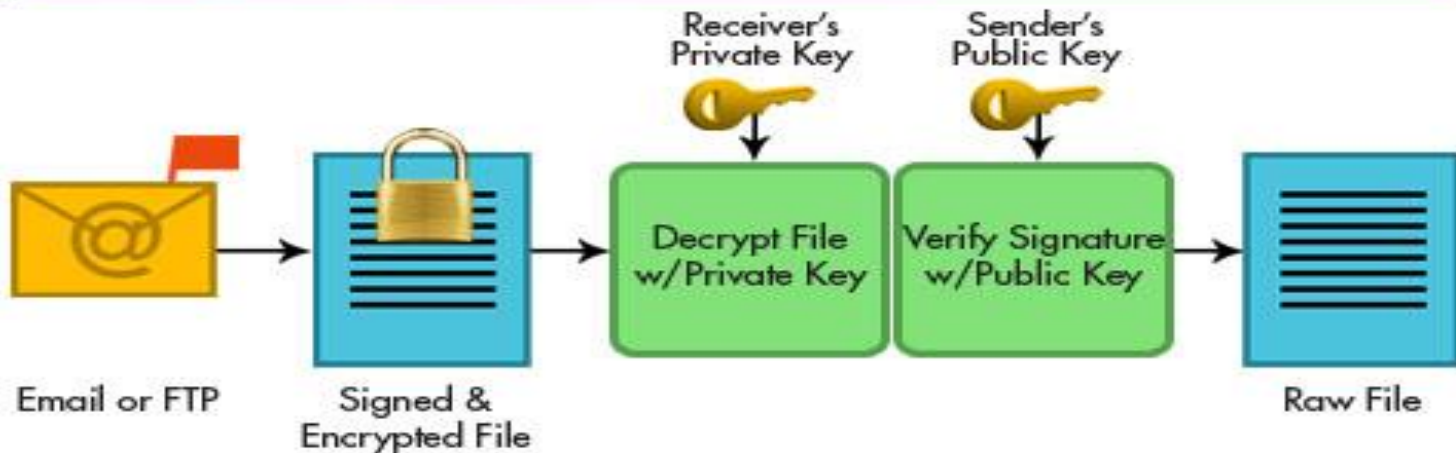 Receiver's
Private Key
Sender's
Public Key
Decrypt File
w/Private Key
Verify Signature
w/Public Key
Email or FTP
Signed &
Encrypted File
Raw File